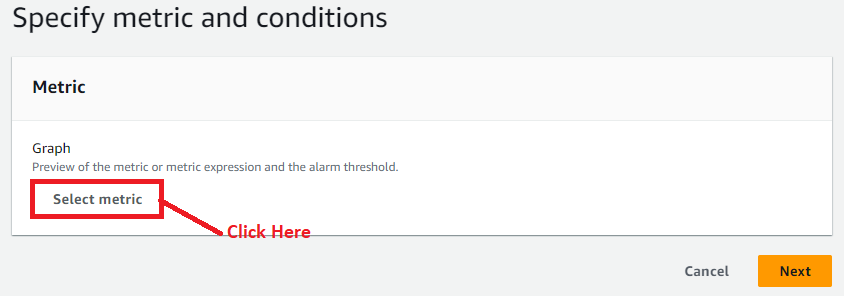 Specify metric and conditions
Metric
Graph
Preview of the metric or metric expression and the alarm threshold.
Select metric
Click Here
Cancel Next